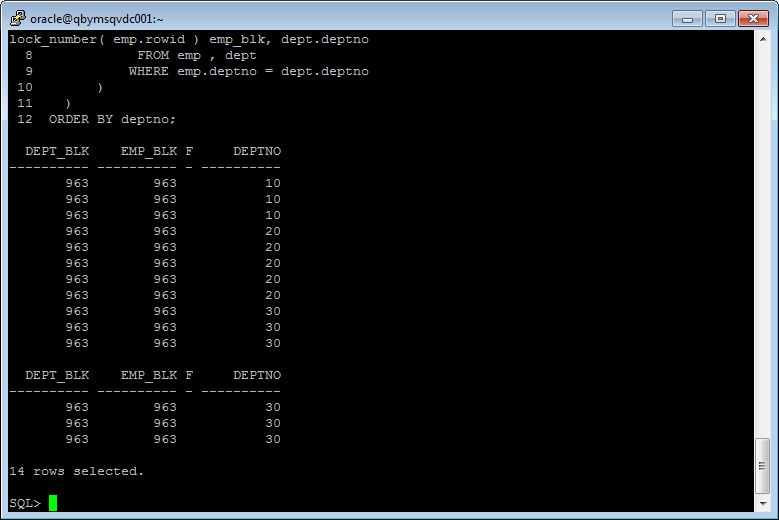 oracle@qbymsqvdc001:~
lock_number( emp.rowid ) emp_blk, dept.deptno
  8             FROM emp , dept
  9            WHERE emp.deptno = dept.deptno
 10        )
 11    )
 12  ORDER BY deptno;
  DEPT_BLK    EMP_BLK F     DEPTNO
---------- ---------- - ----------
       963        963           10
       963        963           10
       963        963           10
       963        963           20
       963        963           20
       963        963           20
       963        963           20
       963        963           20
       963        963           30
       963        963           30
       963        963           30
  DEPT_BLK    EMP_BLK F     DEPTNO
---------- ---------- - ----------
       963        963           30
       963        963           30
       963        963           30
14 rows selected.
SQL>